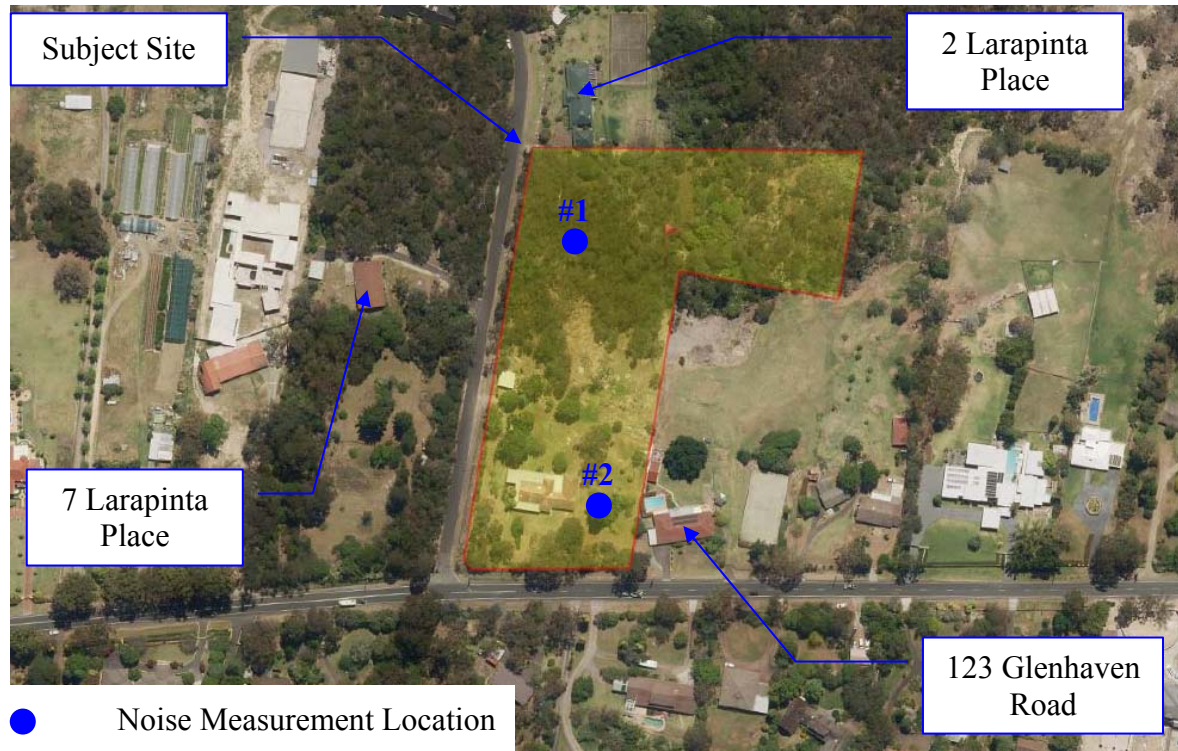 Subject Site
2 Larapinta
Place
#1
#2
7 Larapinta
Place
123 Glenhaven
Road
Noise Measurement Location